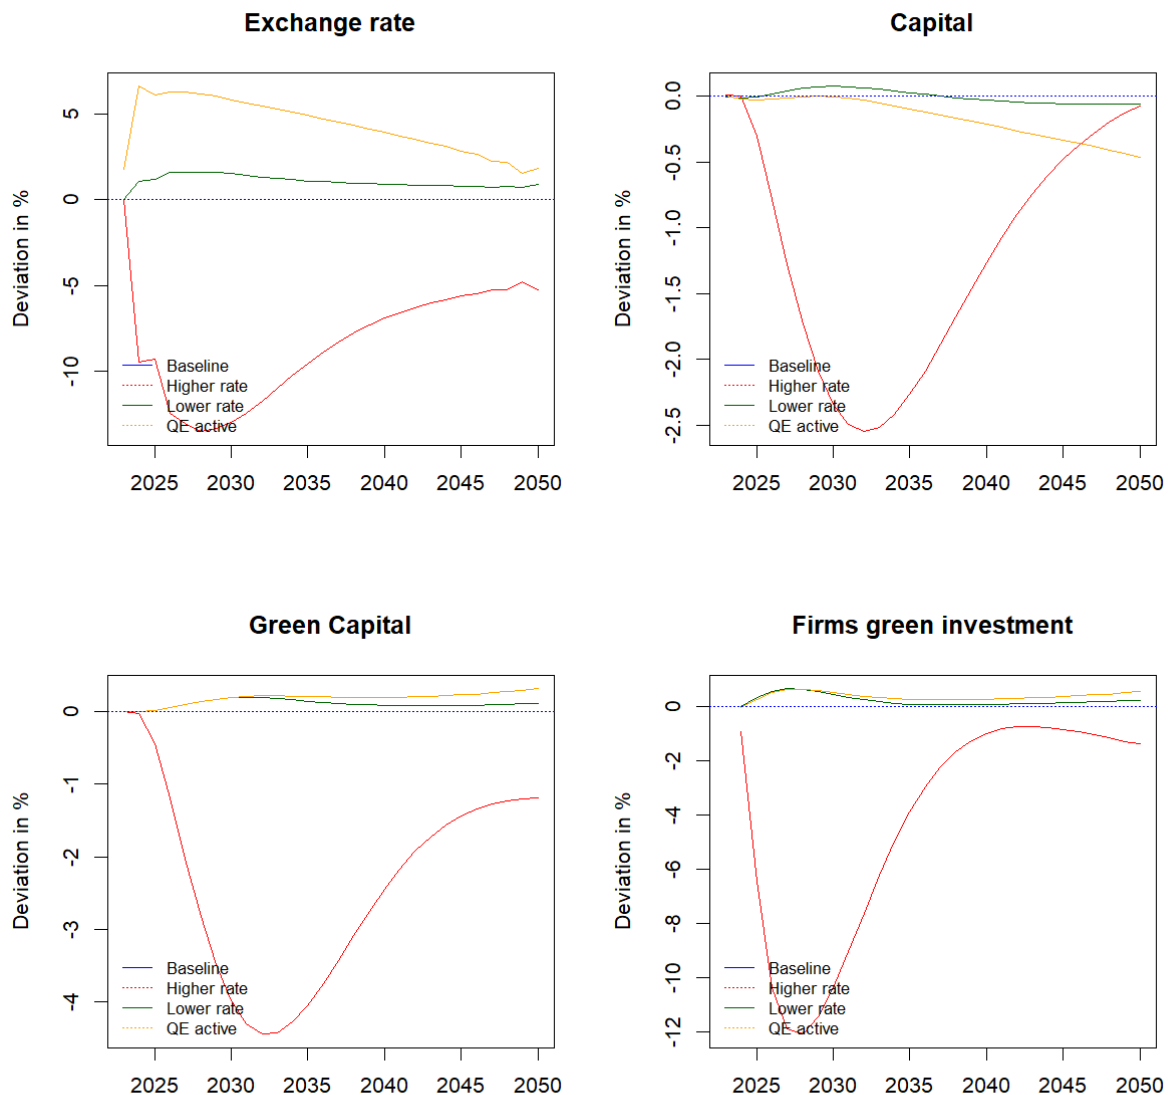 Exchange rate
Deviation in %
5
0
-5
-10
Baseline
Higher rate
Lower rate
QE active
2025 2030 2035 2040 2045 2050
Capital
Deviation in %
0.0
-0.5
-1.0
-1.5
-2.0
-2.5
Baseline
Higher rate
Lower rate
QE active
2025 2030 2035 2040 2045 2050
Green Capital
Deviation in %
0
-1
-2
-3
-4
Baseline
Higher rate
Lower rate
QE active
2025 2030 2035 2040 2045 2050
Firms green investment
Deviation in %
0
-2
-4
-6
-8
-10
-12
Baseline
Higher rate
Lower rate
QE active
2025 2030 2035 2040 2045 2050